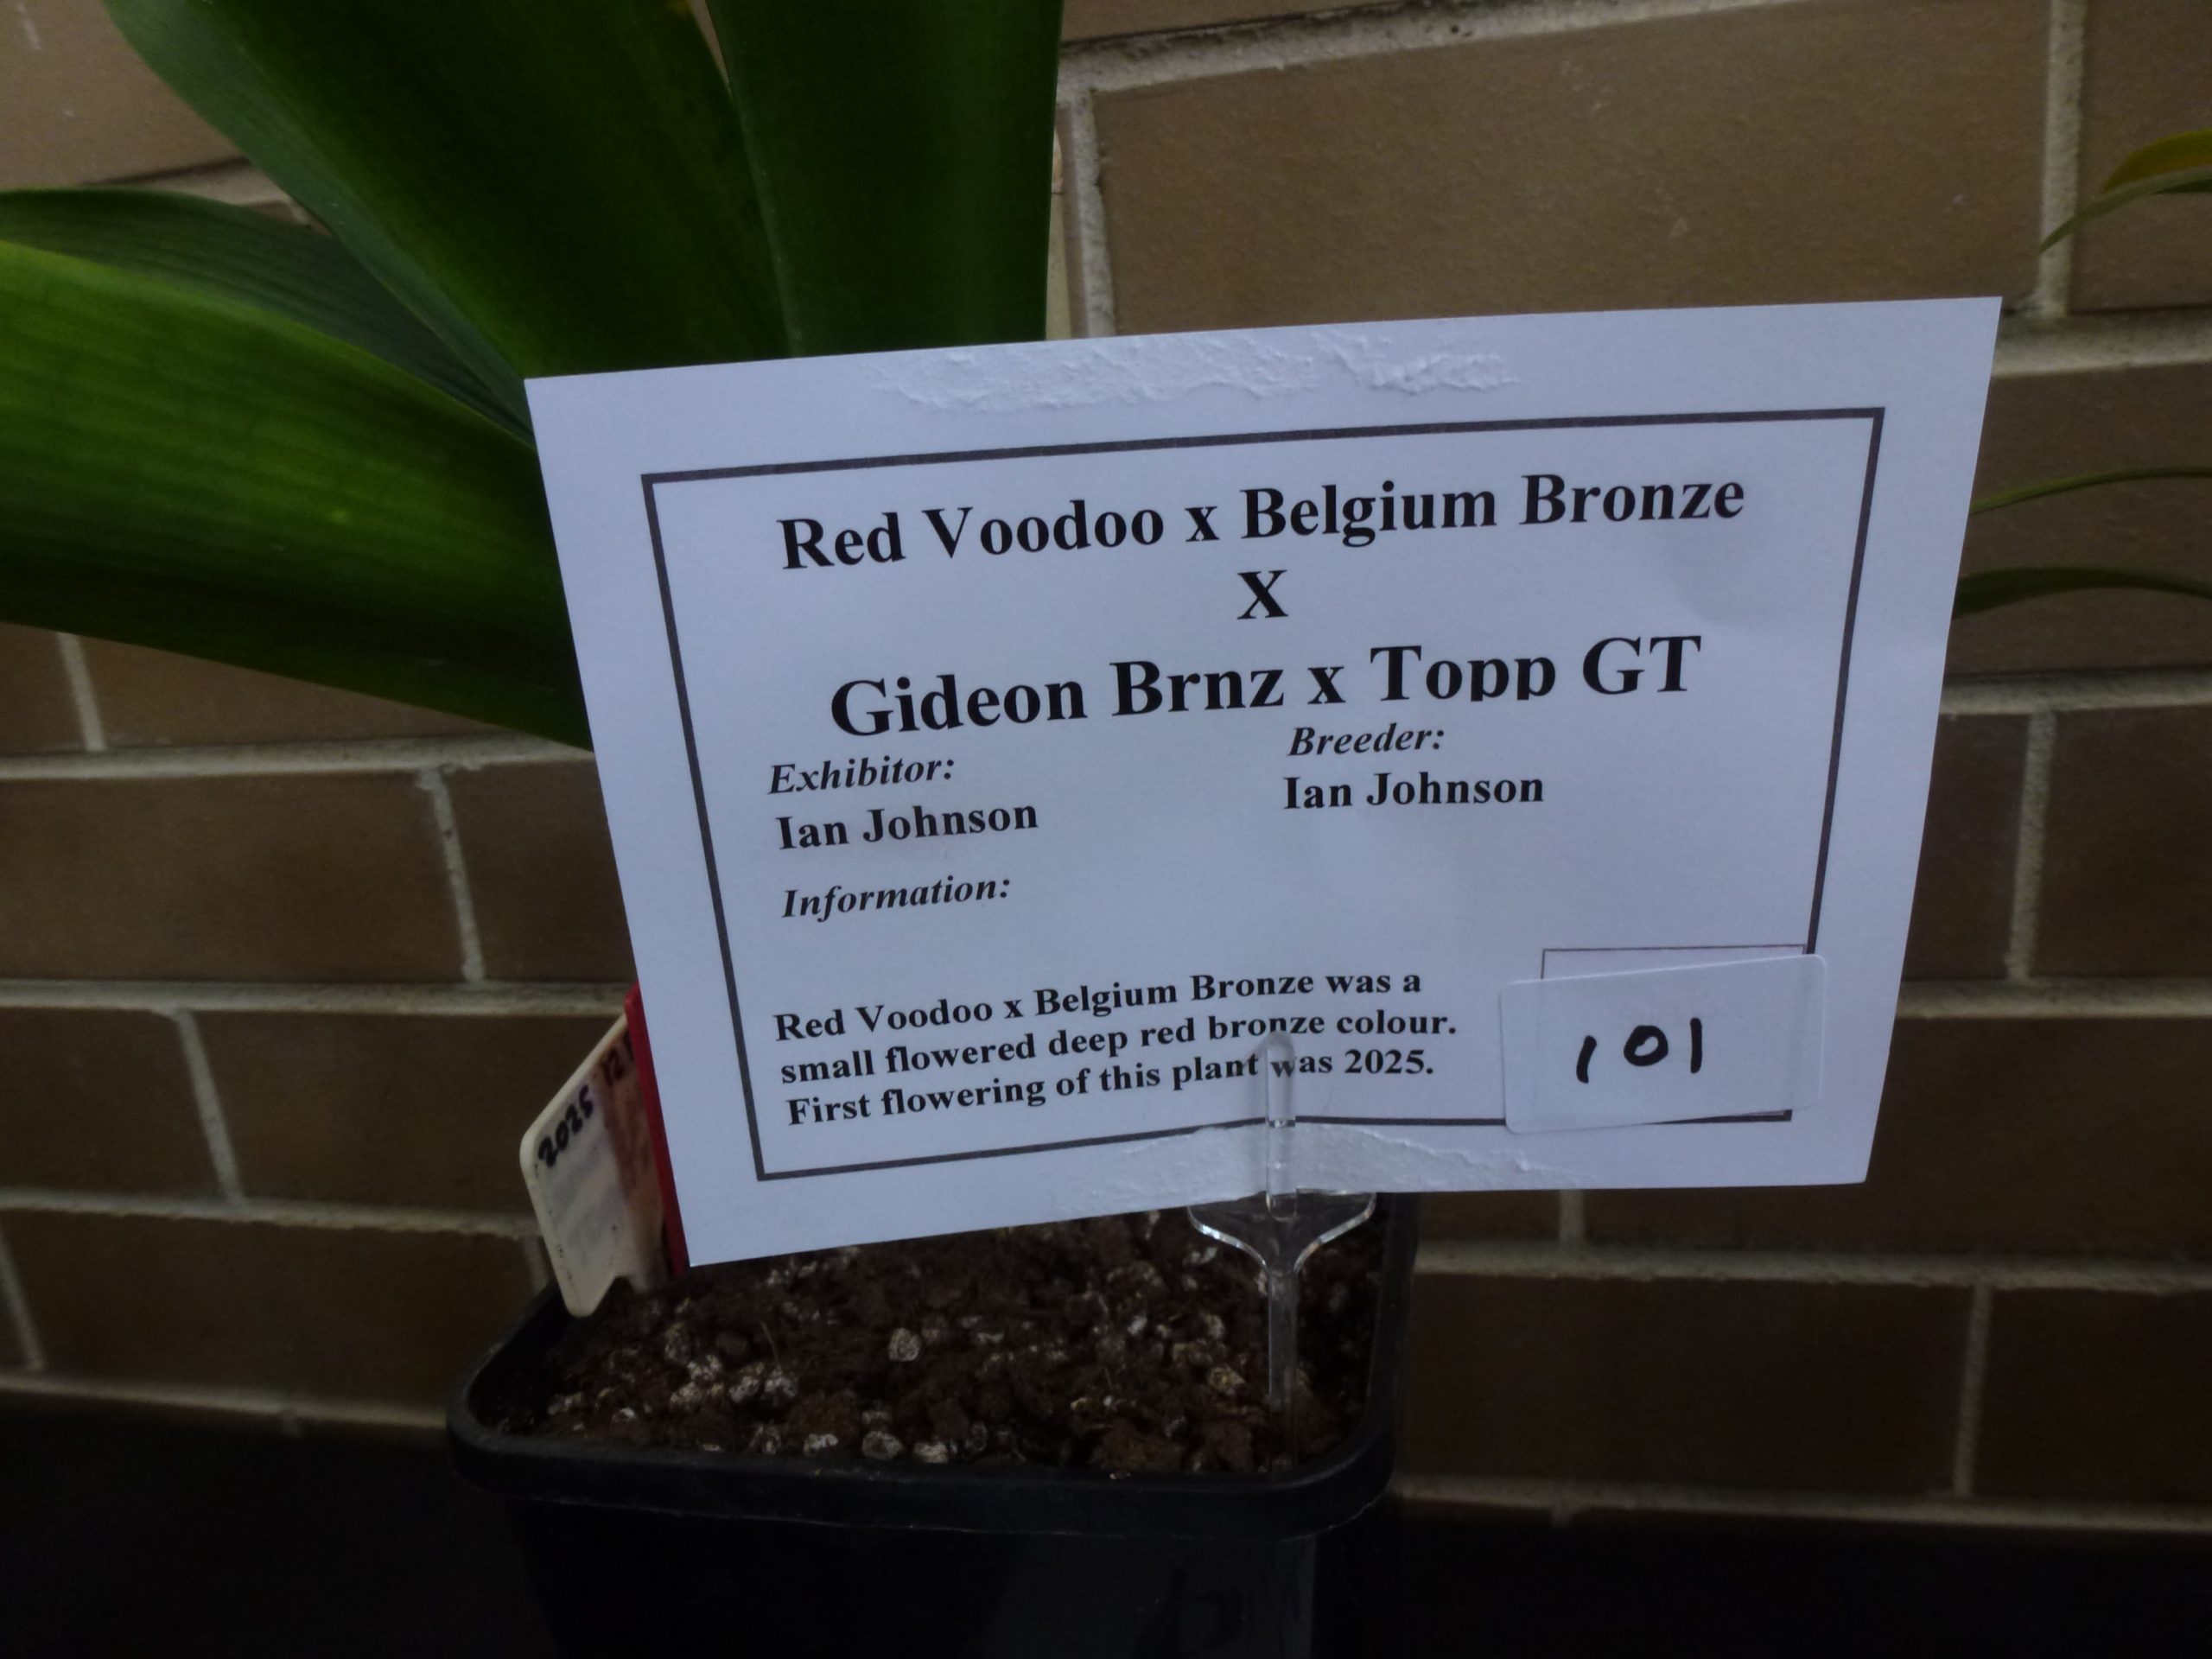 Red Voodoo x Belgium Bronze
X
Gideon Brnz x Topp GT
Exhibitor:
Ian Johnson
Breeder:
Ian Johnson
Information:
Red Voodoo x Belgium Bronze was a
small flowered deep red bronze colour.
First flowering of this plant was 2025.
101
2025 121